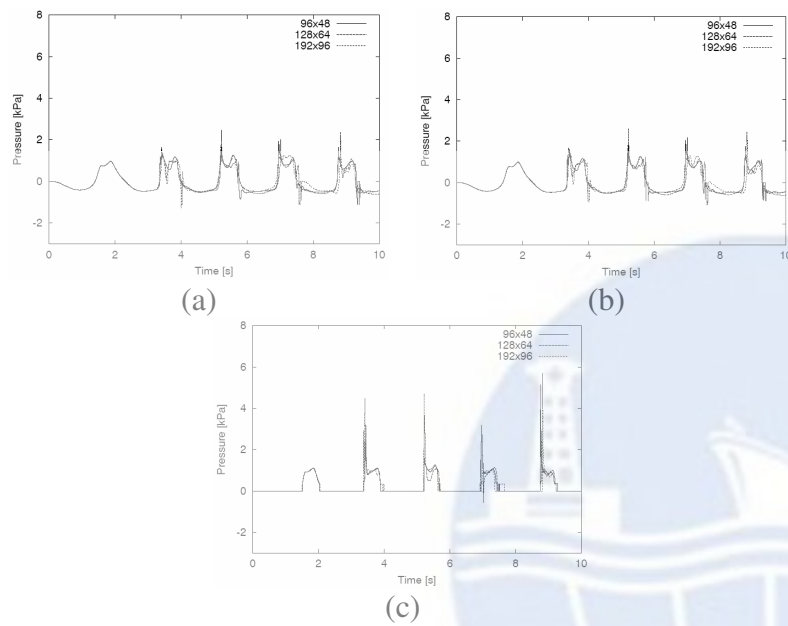 8
6
4
2
0
-2
0 2 4 6 8 10
Pressure [kPa]
Time [s]
96x48
128x64
192x96
(a)
8
6
4
2
0
-2
0 2 4 6 8 10
Pressure [kPa]
Time [s]
96x48
128x64
192x96
(b)
8
6
4
2
0
-2
0 2 4 6 8 10
Pressure [kPa]
Time [s]
96x48
128x64
192x96
(c)